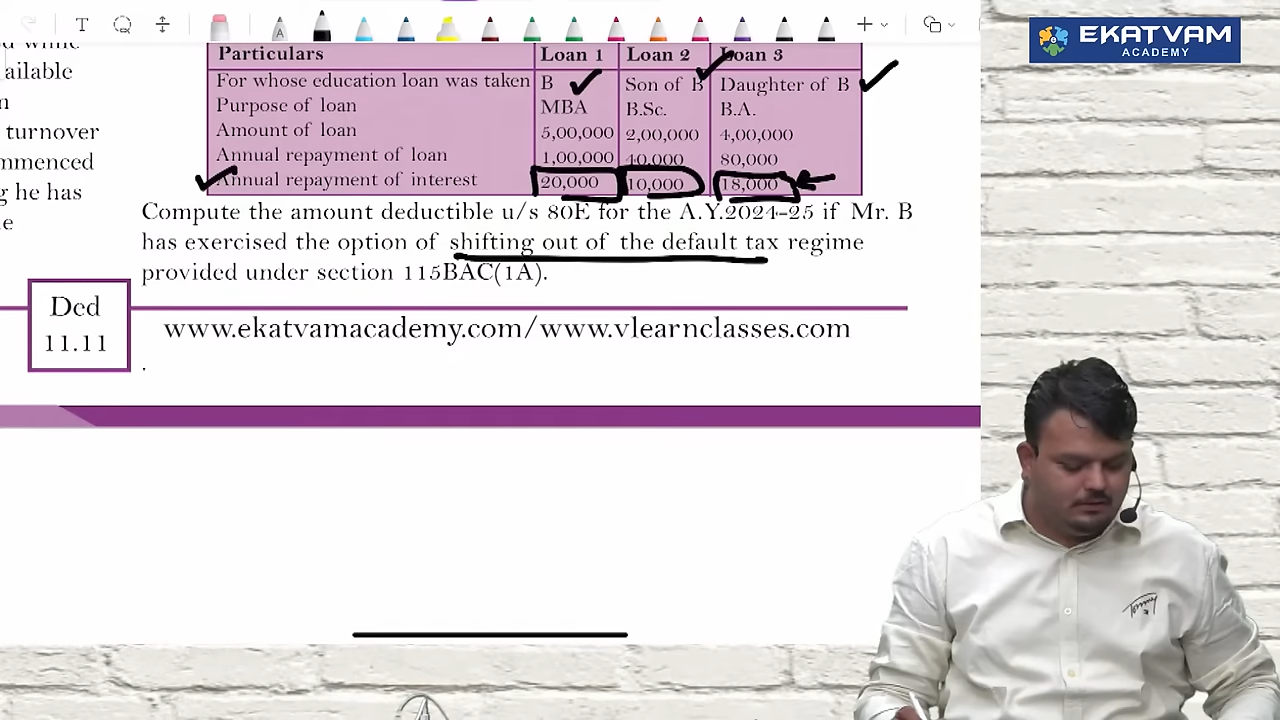 ailable
turnover
mmenced
g he has
Particulars Loan 1 Loan 2 Loan 3
For whose education loan was taken B Son of B Daughter of B
Purpose of loan MBA B.Sc. B.A.
Amount of loan 5,00,000 2,00,000 4,00,000
Annual repayment of loan 1,00,000 40,000 80,000
Annual repayment of interest 20,000 10,000 18,000
Compute the amount deductible u/s 80E for the A.Y.2024-25 if Mr. B
has exercised the option of shifting out of the default tax regime
provided under section 115BAC(1A).
Ded
11.11
www.ekatvamacademy.com/www.vlearnclasses.com
EKATVAM
ACADEMY